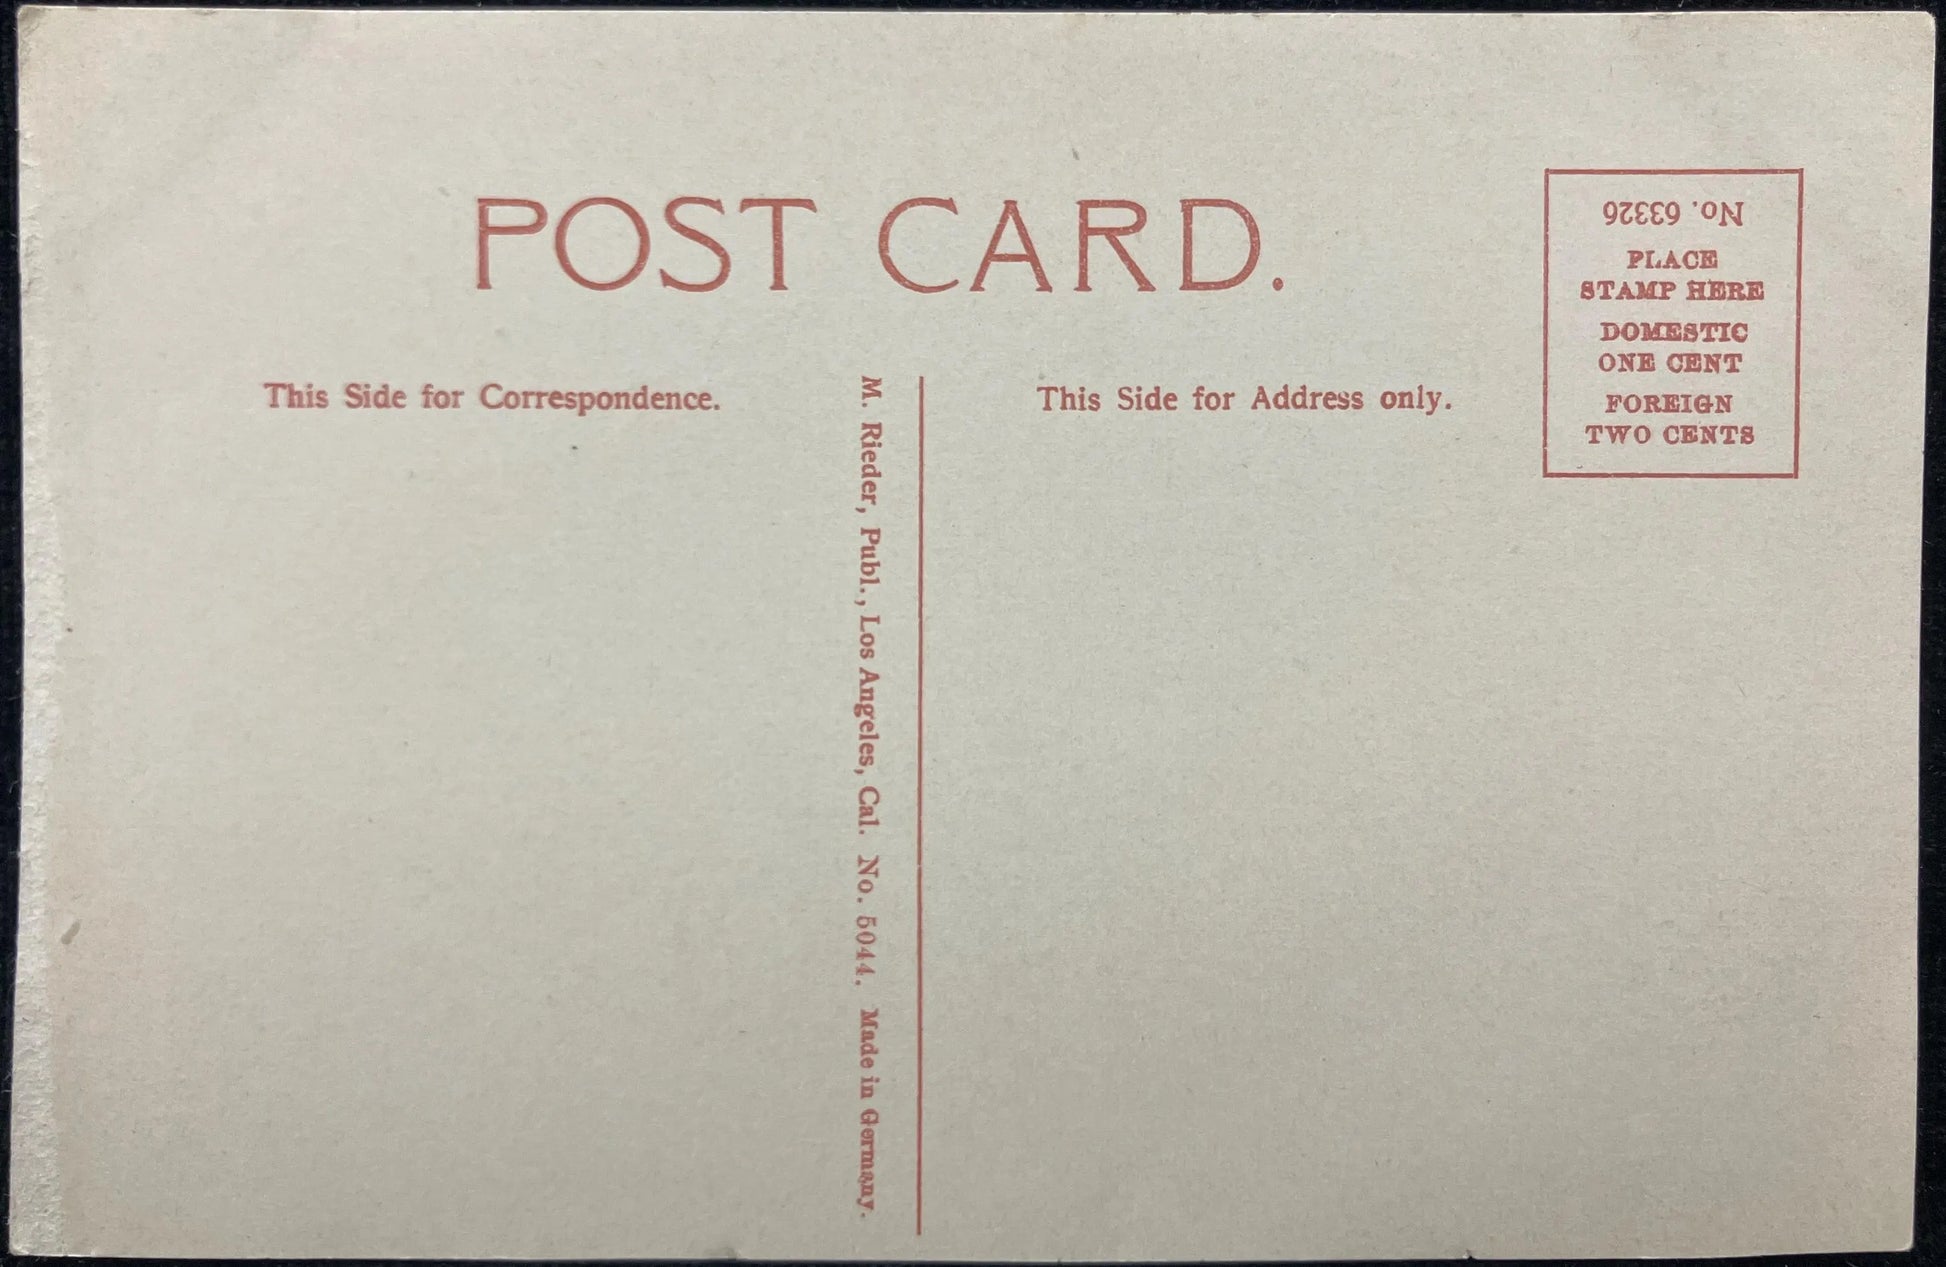 POST CARD.
No. 63326
PLACE
STAMP HERE
DOMESTIC
ONE CENT
FOREIGN
TWO CENTS
This Side for Correspondence.
M. Rieder, Publ., Los Angeles, Cal. No. 5044. Made in Germany.
This Side for Address only.